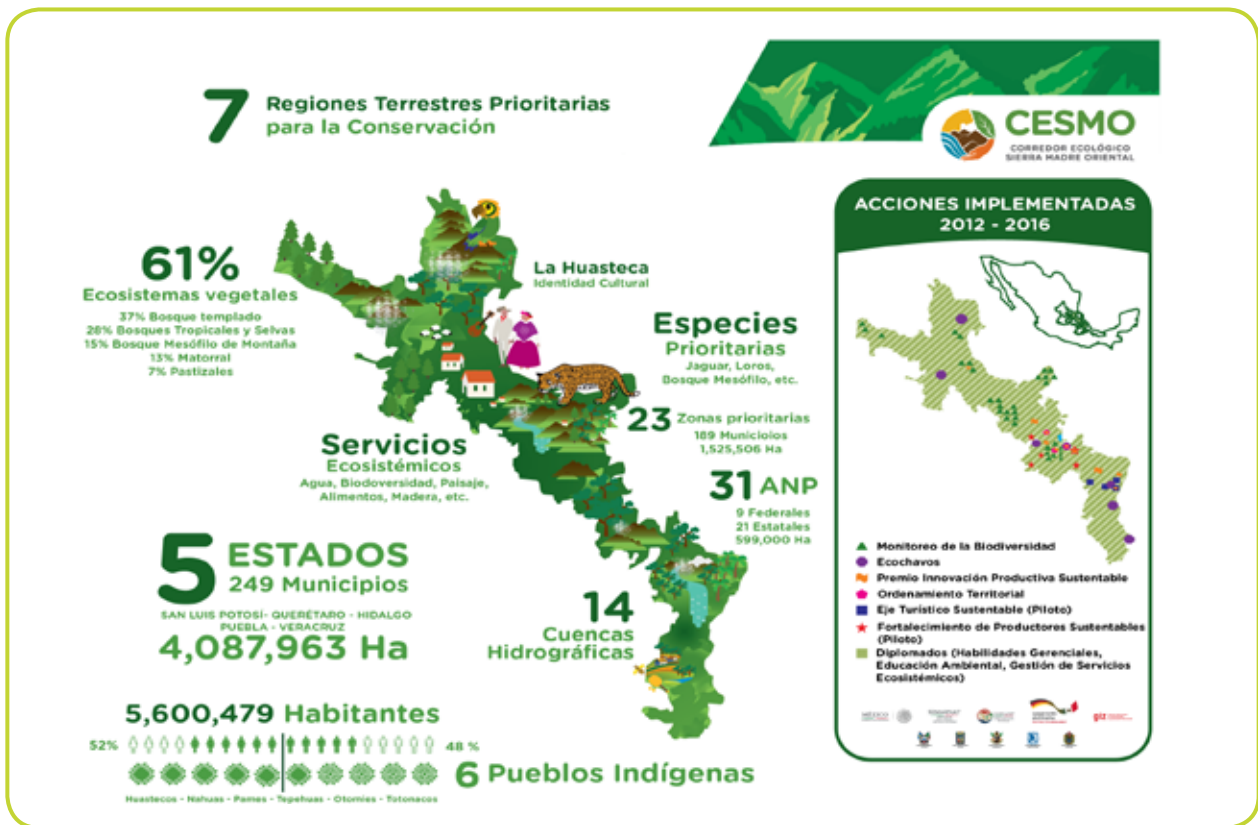 7 Regiones Terrestres Prioritarias
para la Conservación
CESMO
CORREDOR ECOLÓGICO
SIERRA MADRE ORIENTAL
61%
Ecosistemas vegetales
37% Bosque templado
28% Bosques Tropicales y Selvas
15% Bosque Mesófilo de Montaña
13% Matorral
7% Pastizales
La Huasteca
Identidad Cultural
Especies
Prioritarias
Jaguar, Loros,
Bosque Mesófilo, etc.
23 Zonas prioritarias
189 Municioios
1,525,506 Ha
Servicios
Ecosistémicos
Agua, Biodoversidad, Paisaje,
Alimentos, Madera, etc.
31 ANP
9 Federales
21 Estatales
599,000 Ha
5 ESTADOS
249 Municipios
SAN LUIS POTOSÍ- QUERÉTARO - HIDALGO
PUEBLA - VERACRUZ
4,087,963 Ha
14
Cuencas
Hidrográficas
5,600,479 Habitantes
52%
48 %
6 Pueblos Indígenas
Huastecos - Nahuas - Pames - Tepehuas - Otomíes - Totonacos
ACCIONES IMPLEMENTADAS
2012 - 2016
Monitoreo de la Biodiversidad
Ecochavos
Premio Innovación Productiva Sustentable
Ordenamiento Territorial
Eje Turístico Sustentable (Piloto)
Fortalecimiento de Productores Sustentables
(Piloto)
Diplomados (Habilidades Gerenciales,
Educación Ambiental, Gestión de Servicios
Ecosistémicos)
MÉXICO
giz